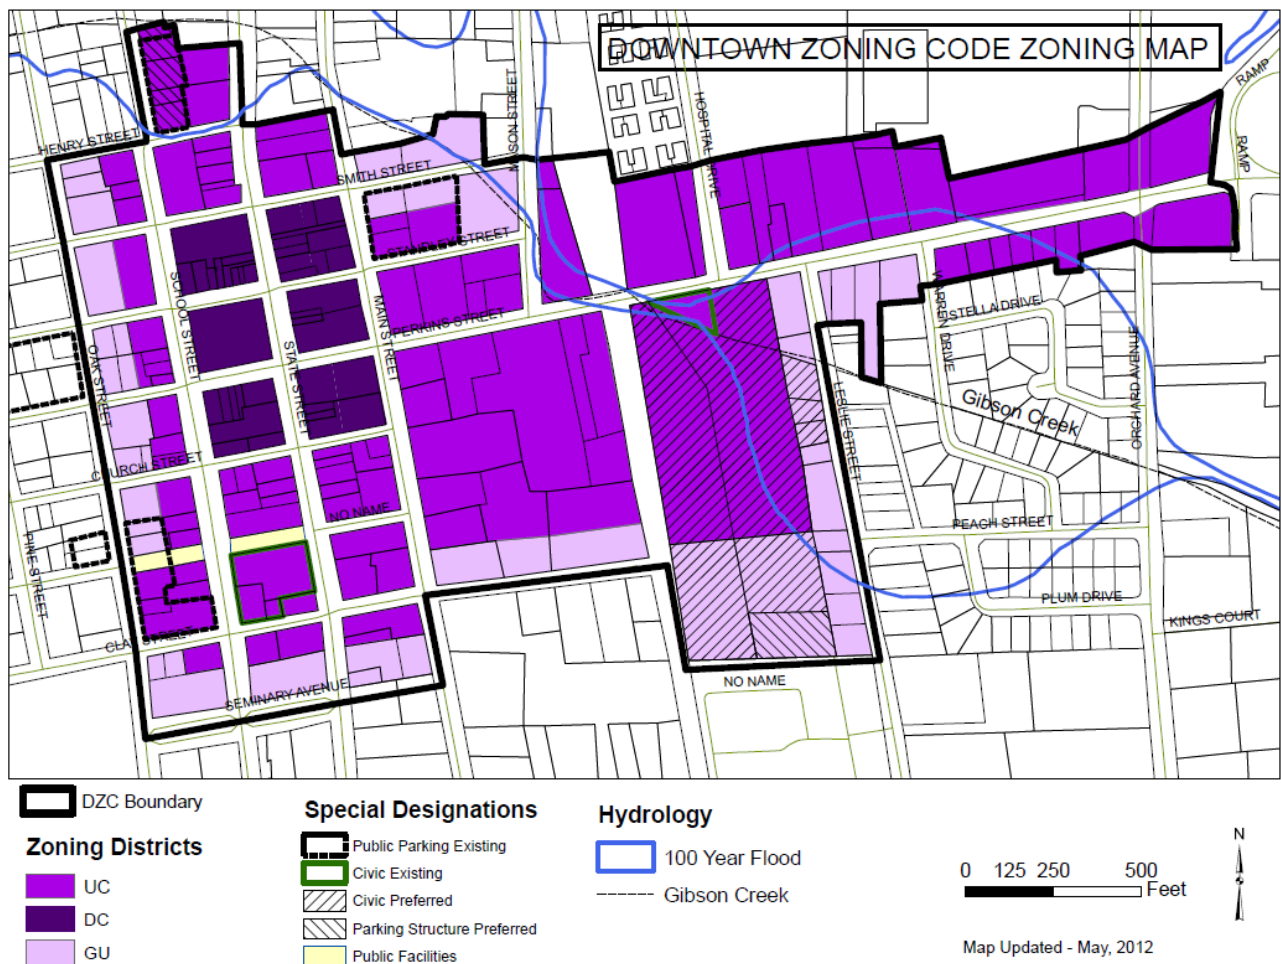 DOWNTOWN ZONING CODE ZONING MAP
RAMP
RAMP
HENRY STREET
MASON STREET
HOSPITAL DRIVE
SMITH STREET
STANDLEY STREET
SCHOOL STREET
MAIN STREET
PERKINS STREET
OAK STREET
STATE STREET
WARREN DRIVE
STELLA DRIVE
ORCHARD AVENUE
LESLIE STREET
Gibson Creek
CHURCH STREET
NO NAME
PEACH STREET
PINE STREET
PLUM DRIVE
KINGS COURT
CLAY STREET
SEMINARY AVENUE
NO NAME
DZC Boundary
Zoning Districts
UC
DC
GU
Special Designations
Public Parking Existing
Civic Existing
Civic Preferred
Parking Structure Preferred
Public Facilities
Hydrology
100 Year Flood
Gibson Creek
N
0 125 250 500
Feet
Map Updated - May, 2012